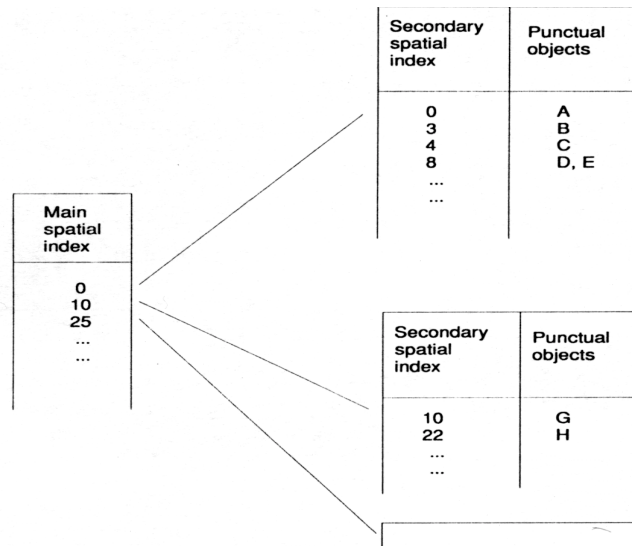 Secondary
spatial
index
Punctual
objects
0 A
3 B
4 C
8 D, E
...
...
Main
spatial
index
0
10
25
...
...
Secondary
spatial
index
Punctual
objects
10 G
22 H
...
...